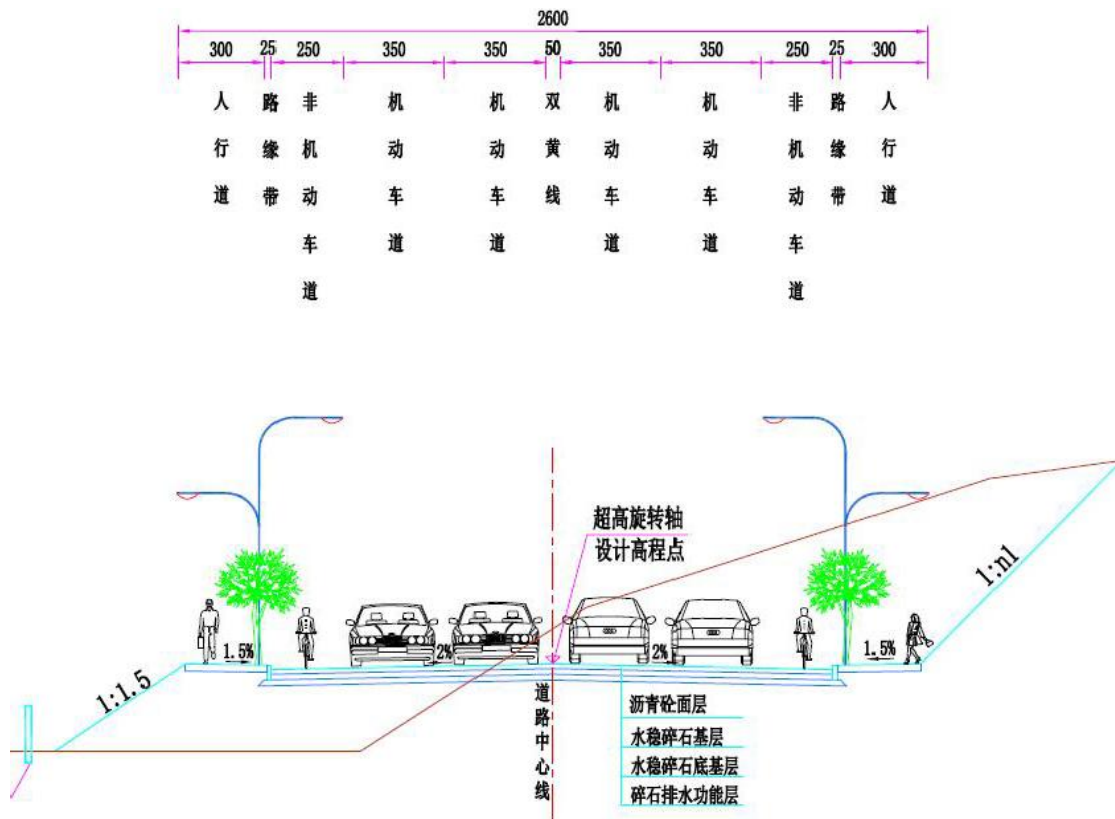 2600
300 25 250 350 350 50 350 350 250 25 300
人行道
路缘带
非机动车道
机动车道
机动车道
双黄线
机动车道
机动车道
非机动车道
路缘带
人行道
超高旋转轴
设计高程点
1:n1
1.5%
2%
2%
1.5%
1:1.5
道路中心线
沥青砼面层
水稳碎石基层
水稳碎石底基层
碎石排水功能层